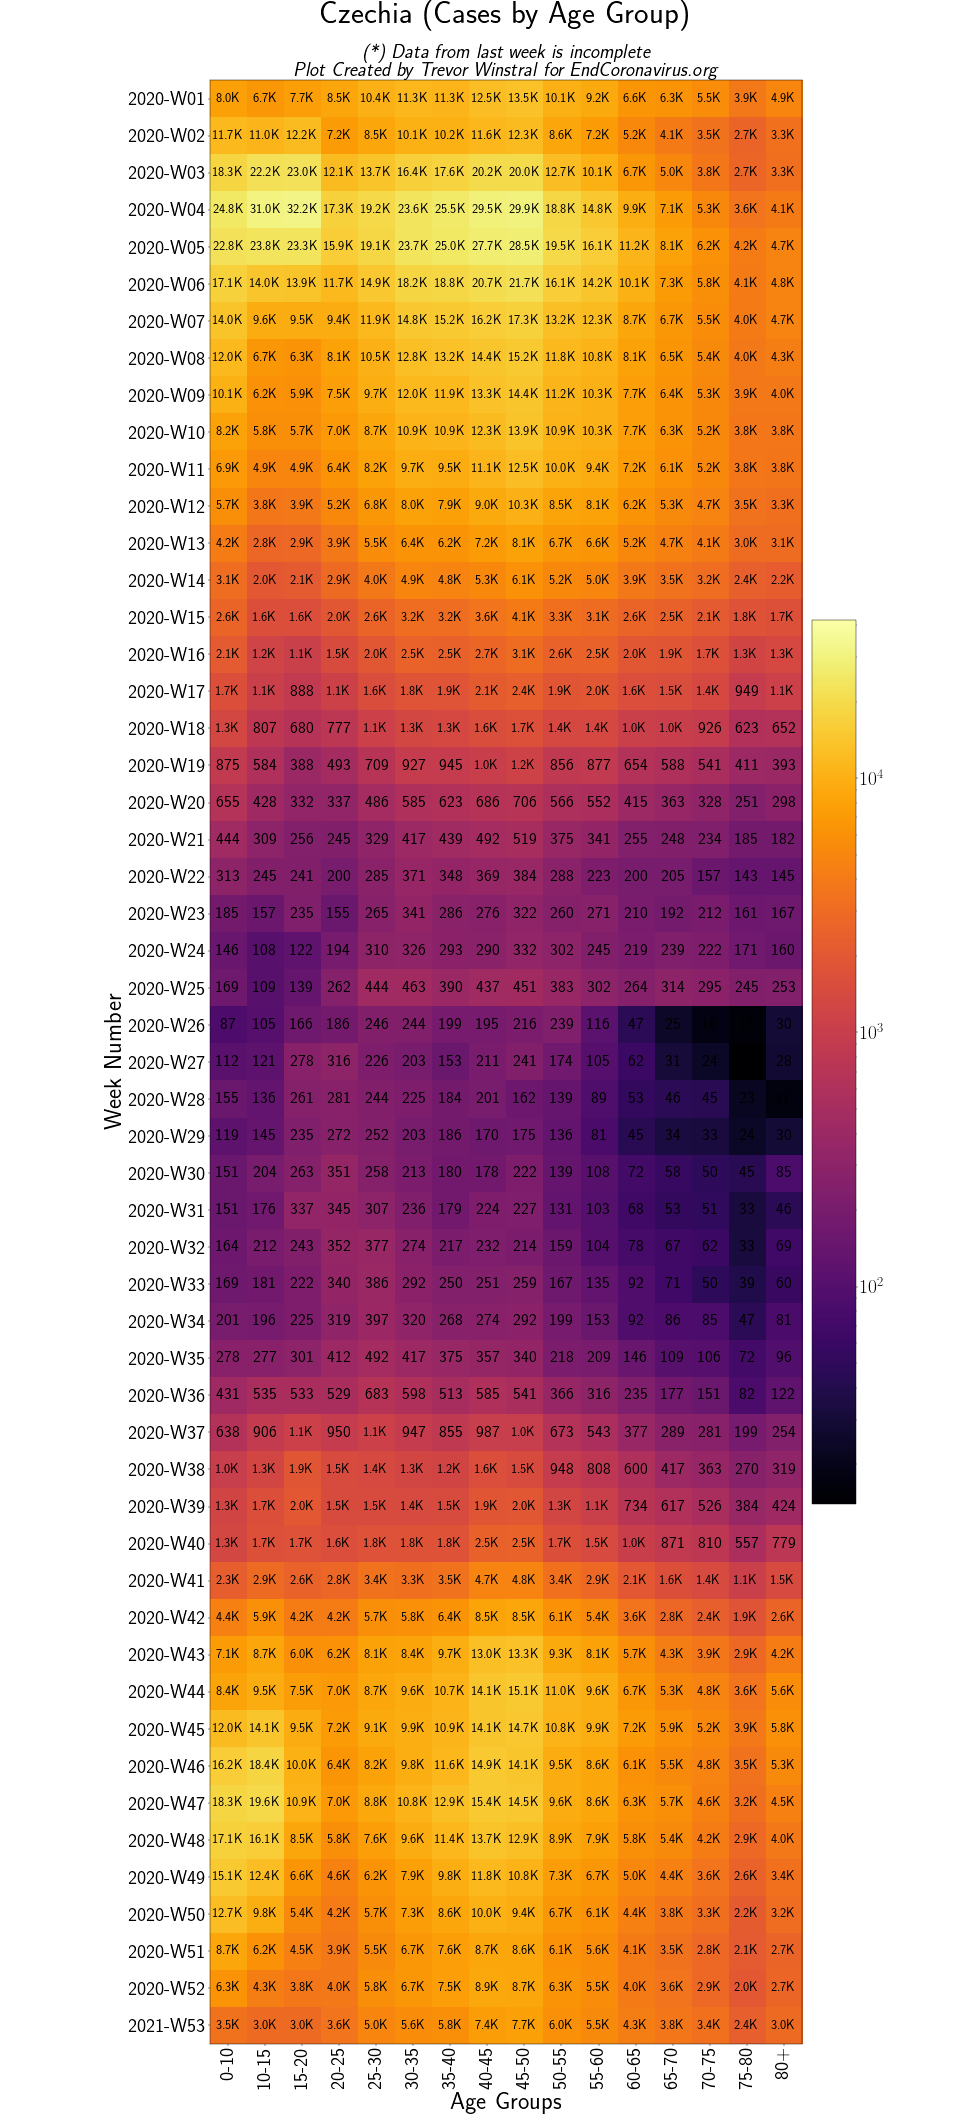 Czechia (Cases by Age Group)
(*) Data from last week is incomplete
Plot Created by Trevor Winstral for EndCoronavirus.org
2020-W01 8.0K 6.7K 7.7K 8.5K 10.4K 11.3K 11.3K 12.5K 13.5K 10.1K 9.2K 6.6K 6.3K 5.5K 3.9K 4.9K
2020-W02 11.7K 11.0K 12.2K 7.2K 8.5K 10.1K 10.2K 11.6K 12.3K 8.6K 7.2K 5.2K 4.1K 3.5K 2.7K 3.3K
2020-W03 18.3K 22.2K 23.0K 12.1K 13.7K 16.4K 17.6K 20.2K 20.0K 12.7K 10.1K 6.7K 5.0K 3.8K 2.7K 3.3K
2020-W04 24.8K 31.0K 32.2K 17.3K 19.2K 23.6K 25.5K 29.5K 29.9K 18.8K 14.8K 9.9K 7.1K 5.3K 3.6K 4.1K
2020-W05 22.8K 23.8K 23.3K 15.9K 19.1K 23.7K 25.0K 27.7K 28.5K 19.5K 16.1K 11.2K 8.1K 6.2K 4.2K 4.7K
2020-W06 17.1K 14.0K 13.9K 11.7K 14.9K 18.2K 18.8K 20.7K 21.7K 16.1K 14.2K 10.1K 7.3K 5.8K 4.1K 4.8K
2020-W07 14.0K 9.6K 9.5K 9.4K 11.9K 14.8K 15.2K 16.2K 17.3K 13.2K 12.3K 8.7K 6.7K 5.5K 4.0K 4.7K
2020-W08 12.0K 6.7K 6.3K 8.1K 10.5K 12.8K 13.2K 14.4K 15.2K 11.8K 10.8K 8.1K 6.5K 5.4K 4.0K 4.3K
2020-W09 10.1K 6.2K 5.9K 7.5K 9.7K 12.0K 11.9K 13.3K 14.4K 11.2K 10.3K 7.7K 6.4K 5.3K 3.9K 4.0K
2020-W10 8.2K 5.8K 5.7K 7.0K 8.7K 10.9K 10.9K 12.3K 13.9K 10.9K 10.3K 7.7K 6.3K 5.2K 3.8K 3.8K
2020-W11 6.9K 4.9K 4.9K 6.4K 8.2K 9.7K 9.5K 11.1K 12.5K 10.0K 9.4K 7.2K 6.1K 5.2K 3.8K 3.8K
2020-W12 5.7K 3.8K 3.9K 5.2K 6.8K 8.0K 7.9K 9.0K 10.3K 8.5K 8.1K 6.2K 5.3K 4.7K 3.5K 3.3K
2020-W13 4.2K 2.8K 2.9K 3.9K 5.5K 6.4K 6.2K 7.2K 8.1K 6.7K 6.6K 5.2K 4.7K 4.1K 3.0K 3.1K
2020-W14 3.1K 2.0K 2.1K 2.9K 4.0K 4.9K 4.8K 5.3K 6.1K 5.2K 5.0K 3.9K 3.5K 3.2K 2.4K 2.2K
2020-W15 2.6K 1.6K 1.6K 2.0K 2.6K 3.2K 3.2K 3.6K 4.1K 3.3K 3.1K 2.6K 2.5K 2.1K 1.8K 1.7K
2020-W16 2.1K 1.2K 1.1K 1.5K 2.0K 2.5K 2.5K 2.7K 3.1K 2.6K 2.5K 2.0K 1.9K 1.7K 1.3K 1.3K
2020-W17 1.7K 1.1K 888 1.1K 1.6K 1.8K 1.9K 2.1K 2.4K 1.9K 2.0K 1.6K 1.5K 1.4K 949 1.1K
2020-W18 1.3K 807 680 777 1.1K 1.3K 1.3K 1.6K 1.7K 1.4K 1.4K 1.0K 1.0K 926 623 652
2020-W19 875 584 388 493 709 927 945 1.0K 1.2K 856 877 654 588 541 411 393
2020-W20 655 428 332 337 486 585 623 686 706 566 552 415 363 328 251 298
2020-W21 444 309 256 245 329 417 439 492 519 375 341 255 248 234 185 182
2020-W22 313 245 241 200 285 371 348 369 384 288 223 200 205 157 143 145
2020-W23 185 157 235 155 265 341 286 276 322 260 271 210 192 212 161 167
2020-W24 146 108 122 194 310 326 293 290 332 302 245 219 239 222 171 160
2020-W25 169 109 139 262 444 463 390 437 451 383 302 264 314 295 245 253
2020-W26 87 105 166 186 246 244 199 195 216 239 116 47 25 30
2020-W27 112 121 278 316 226 203 153 211 241 174 105 62 31 24 28
2020-W28 155 136 261 281 244 225 184 201 162 139 89 53 46 45 23
2020-W29 119 145 235 272 252 203 186 170 175 136 81 45 34 33 24 30
2020-W30 151 204 263 351 258 213 180 178 222 139 108 72 58 50 45 85
2020-W31 151 176 337 345 307 236 179 224 227 131 103 68 53 51 33 46
2020-W32 164 212 243 352 377 274 217 232 214 159 104 78 67 62 33 69
2020-W33 169 181 222 340 386 292 250 251 259 167 135 92 71 50 39 60
2020-W34 201 196 225 319 397 320 268 274 292 199 153 92 86 85 47 81
2020-W35 278 277 301 412 492 417 375 357 340 218 209 146 109 106 72 96
2020-W36 431 535 533 529 683 598 513 585 541 366 316 235 177 151 82 122
2020-W37 638 906 1.1K 950 1.1K 947 855 987 1.0K 673 543 377 289 281 199 254
2020-W38 1.0K 1.3K 1.9K 1.5K 1.4K 1.3K 1.2K 1.6K 1.5K 948 808 600 417 363 270 319
2020-W39 1.3K 1.7K 2.0K 1.5K 1.5K 1.4K 1.5K 1.9K 2.0K 1.3K 1.1K 734 617 526 384 424
2020-W40 1.3K 1.7K 1.7K 1.6K 1.8K 1.8K 1.8K 2.5K 2.5K 1.7K 1.5K 1.0K 871 810 557 779
2020-W41 2.3K 2.9K 2.6K 2.8K 3.4K 3.3K 3.5K 4.7K 4.8K 3.4K 2.9K 2.1K 1.6K 1.4K 1.1K 1.5K
2020-W42 4.4K 5.9K 4.2K 4.2K 5.7K 5.8K 6.4K 8.5K 8.5K 6.1K 5.4K 3.6K 2.8K 2.4K 1.9K 2.6K
2020-W43 7.1K 8.7K 6.0K 6.2K 8.1K 8.4K 9.7K 13.0K 13.3K 9.3K 8.1K 5.7K 4.3K 3.9K 2.9K 4.2K
2020-W44 8.4K 9.5K 7.5K 7.0K 8.7K 9.6K 10.7K 14.1K 15.1K 11.0K 9.6K 6.7K 5.3K 4.8K 3.6K 5.6K
2020-W45 12.0K 14.1K 9.5K 7.2K 9.1K 9.9K 10.9K 14.1K 14.7K 10.8K 9.9K 7.2K 5.9K 5.2K 3.9K 5.8K
2020-W46 16.2K 18.4K 10.0K 6.4K 8.2K 9.8K 11.6K 14.9K 14.1K 9.5K 8.6K 6.1K 5.5K 4.8K 3.5K 5.3K
2020-W47 18.3K 19.6K 10.9K 7.0K 8.8K 10.8K 12.9K 15.4K 14.5K 9.6K 8.6K 6.3K 5.7K 4.6K 3.2K 4.5K
2020-W48 17.1K 16.1K 8.5K 5.8K 7.6K 9.6K 11.4K 13.7K 12.9K 8.9K 7.9K 5.8K 5.4K 4.2K 2.9K 4.0K
2020-W49 15.1K 12.4K 6.6K 4.6K 6.2K 7.9K 9.8K 11.8K 10.8K 7.3K 6.7K 5.0K 4.4K 3.6K 2.6K 3.4K
2020-W50 12.7K 9.8K 5.4K 4.2K 5.7K 7.3K 8.6K 10.0K 9.4K 6.7K 6.1K 4.4K 3.8K 3.3K 2.2K 3.2K
2020-W51 8.7K 6.2K 4.5K 3.9K 5.5K 6.7K 7.6K 8.7K 8.6K 6.1K 5.6K 4.1K 3.5K 2.8K 2.1K 2.7K
2020-W52 6.3K 4.3K 3.8K 4.0K 5.8K 6.7K 7.5K 8.9K 8.7K 6.3K 5.5K 4.0K 3.6K 2.9K 2.0K 2.7K
2021-W53 3.5K 3.0K 3.0K 3.6K 5.0K 5.6K 5.8K 7.4K 7.7K 6.0K 5.5K 4.3K 3.8K 3.4K 2.4K 3.0K
0-10 10-15 15-20 20-25 25-30 30-35 35-40 40-45 45-50 50-55 55-60 60-65 65-70 70-75 75-80 80+
Age Groups
Week Number
10⁴
10³
10²